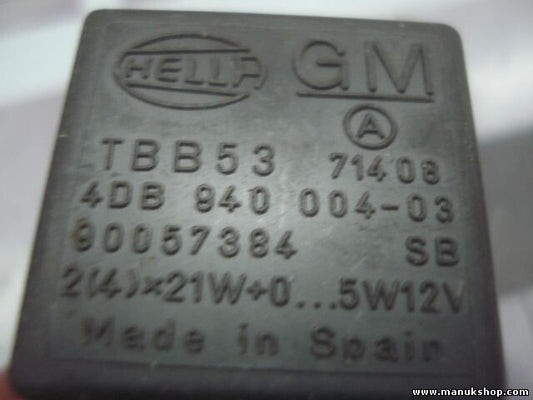 HELLA GM
A
TBB53 71408
4DB 940 004-03
90057384 SB
2(4)x21W+0...5W12V
Made in Spain
www.manukshop.com